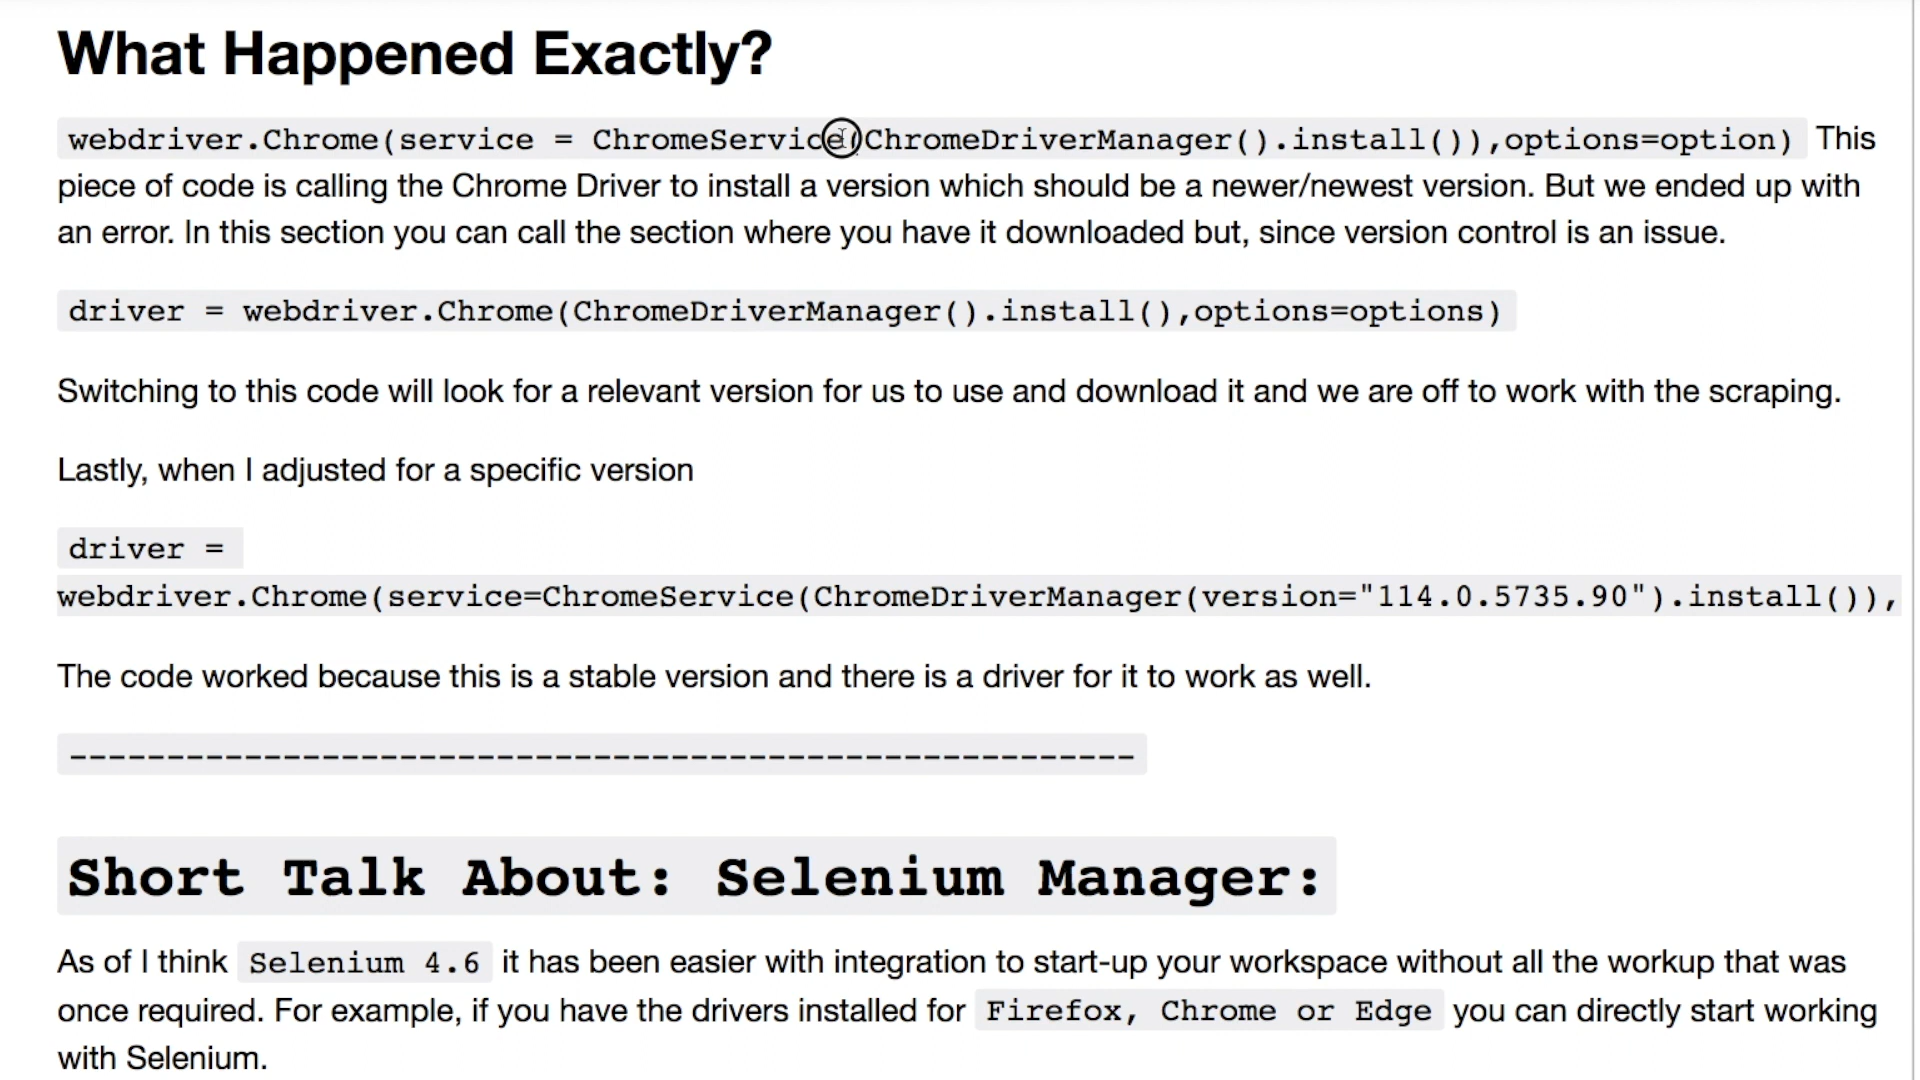 What Happened Exactly?
webdriver.Chrome(service = ChromeService(ChromeDriverManager().install()),options=option) This
piece of code is calling the Chrome Driver to install a version which should be a newer/newest version. But we ended up with
an error. In this section you can call the section where you have it downloaded but, since version control is an issue.
driver = webdriver.Chrome(ChromeDriverManager().install(),options=options)
Switching to this code will look for a relevant version for us to use and download it and we are off to work with the scraping.
Lastly, when I adjusted for a specific version
driver =
webdriver.Chrome(service=ChromeService(ChromeDriverManager(version="114.0.5735.90").install()),
The code worked because this is a stable version and there is a driver for it to work as well.
-------------------------------------------------------
Short Talk About: Selenium Manager:
As of I think Selenium 4.6 it has been easier with integration to start-up your workspace without all the workup that was
once required. For example, if you have the drivers installed for Firefox, Chrome or Edge you can directly start working
with Selenium.